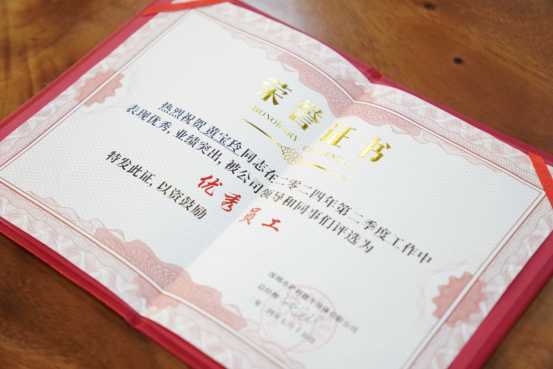 荣誉证书
HONORARY
热烈祝贺黄宝玲同志在二零二四年第二季度工作中
表现优秀，业绩突出，被公司领导和同事们评选为
优秀员工
特发此证，以资鼓励